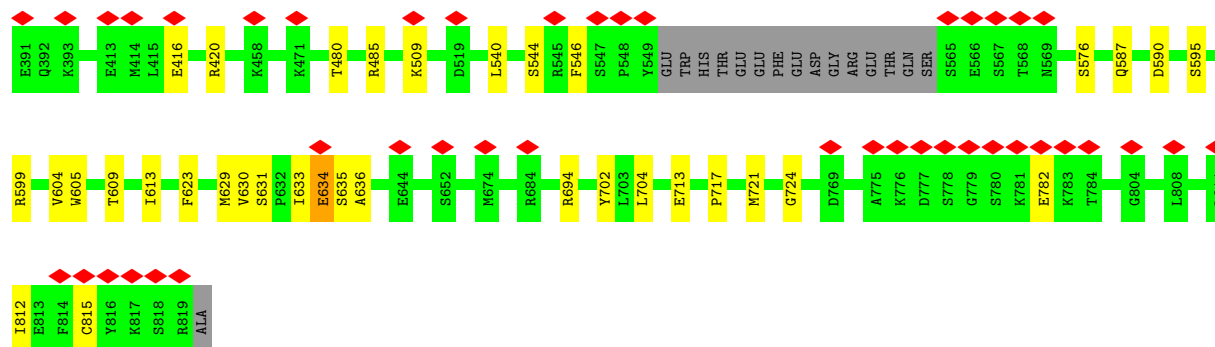 E391 Q392 K393 E413 M414 L415 E416 R420 K458 K471 T480 R485 K509 D519 L540 S544 R545 F546 S547 P548 Y549 GLU TRP HIS THR GLU GLU PHE GLU ASP GLY ARG GLU THR GLN SER S565 E566 S567 T568 N569 S576 Q587 D590 S595
R599 V604 W605 T609 I613 F623 M629 V630 S631 P632 I633 E634 S635 A636 E644 S652 M674 R684 R694 Y702 L703 L704 E713 P717 M721 G724 D769 A775 K776 D777 S778 G779 S780 K781 E782 K783 T784 G804 L808
I812 E813 F814 C815 Y816 K817 S818 R819 ALA